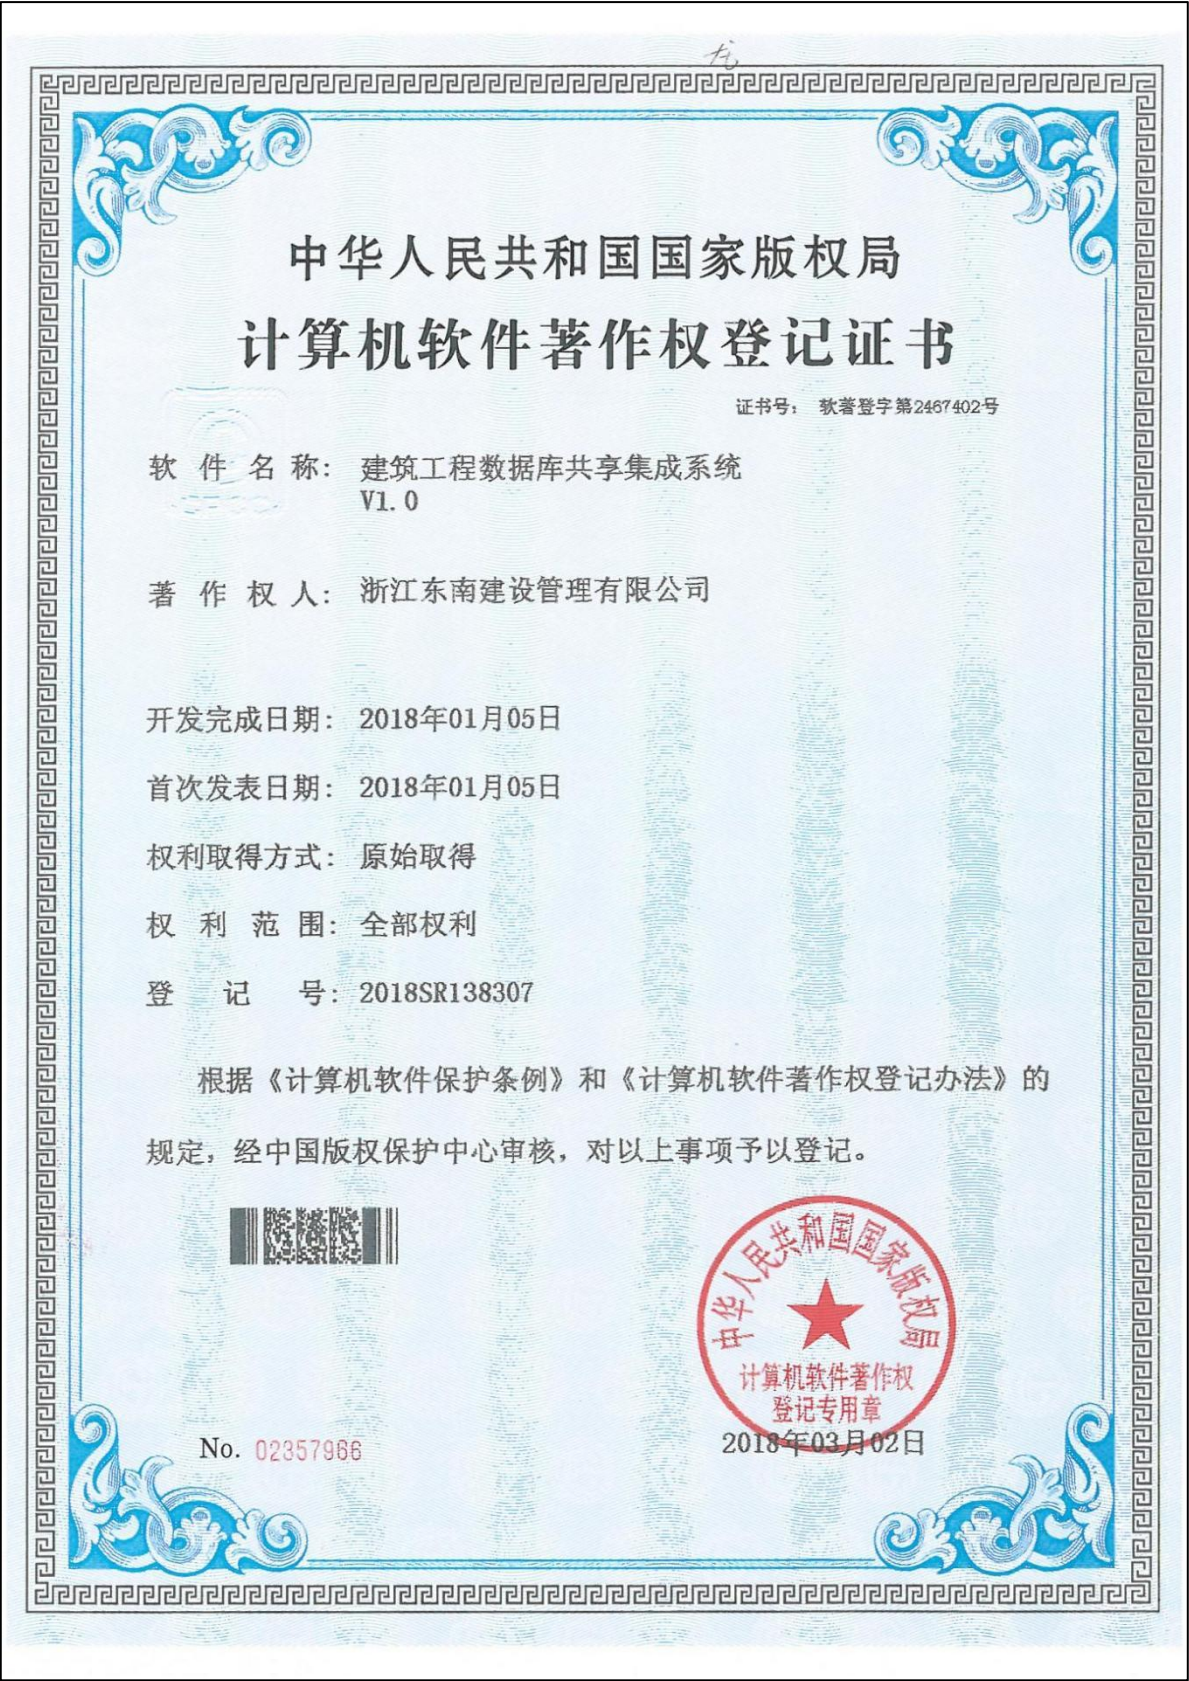 中华人民共和国国家版权局
计算机软件著作权登记证书
证书号： 软著登字第2467402号
软件名称： 建筑工程数据库共享集成系统
V1.0
著作权人： 浙江东南建设管理有限公司
开发完成日期： 2018年01月05日
首次发表日期： 2018年01月05日
权利取得方式： 原始取得
权利范围： 全部权利
登记号： 2018SR138307
根据《计算机软件保护条例》和《计算机软件著作权登记办法》的
规定，经中国版权保护中心审核，对以上事项予以登记。
中华人民共和国国家版权局
计算机软件著作权
登记专用章
No. 02357966
2018年03月02日